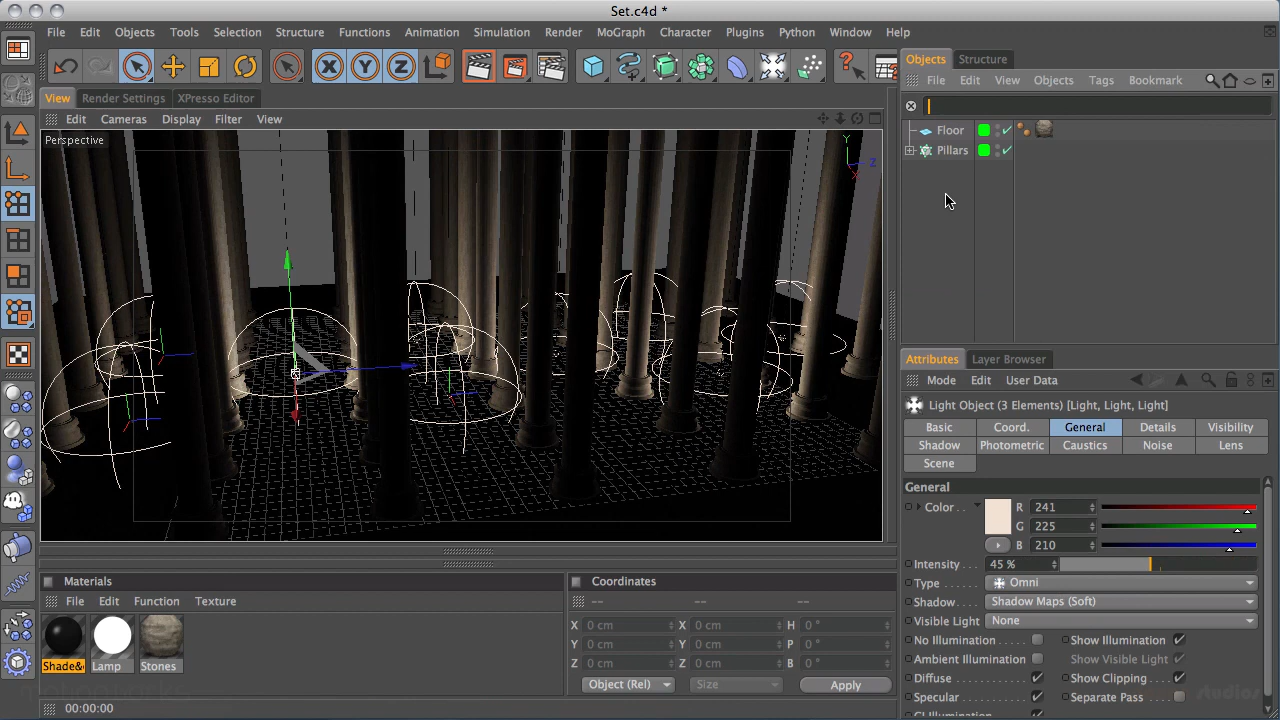 Set.c4d *
File Edit Objects Tools Selection Structure Functions Animation Simulation Render MoGraph Character Plugins Python Window Help
View Render Settings XPresso Editor
Edit Cameras Display Filter View
Perspective
Y
Z
X
Objects Structure
File Edit View Objects Tags Bookmark
Floor
Pillars
Attributes Layer Browser
Mode Edit User Data
Light Object (3 Elements) [Light, Light, Light]
Basic Coord. General Details Visibility
Shadow Photometric Caustics Noise Lens
Scene
General
Color . . R 241
G 225
B 210
Intensity . 45 %
Type . . . . . Omni
Shadow . . . . Shadow Maps (Soft)
Visible Light None
No Illumination . . . . . Show Illumination
Ambient Illumination Show Visible Light
Diffuse . . . . . . . . . . . Show Clipping . . .
Specular . . . . . . . . . . Separate Pass
GI Illumination
Materials
File Edit Function Texture
Shade&
Lamp
Stones
Coordinates
-- -- --
X 0 cm X 0 cm H 0 °
Y 0 cm Y 0 cm P 0 °
Z 0 cm Z 0 cm B 0 °
Object (Rel) Size Apply
00:00:00
motionworks
studios